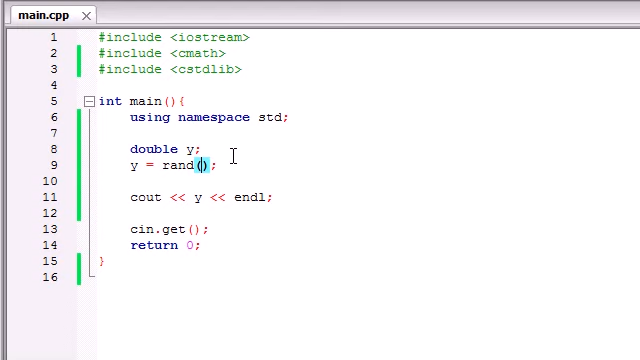 main.cpp
1 #include <iostream>
2 #include <cmath>
3 #include <cstdlib>
4
5 int main(){
6 using namespace std;
7
8 double y;
9 y = rand();
10
11 cout << y << endl;
12
13 cin.get();
14 return 0;
15 }
16